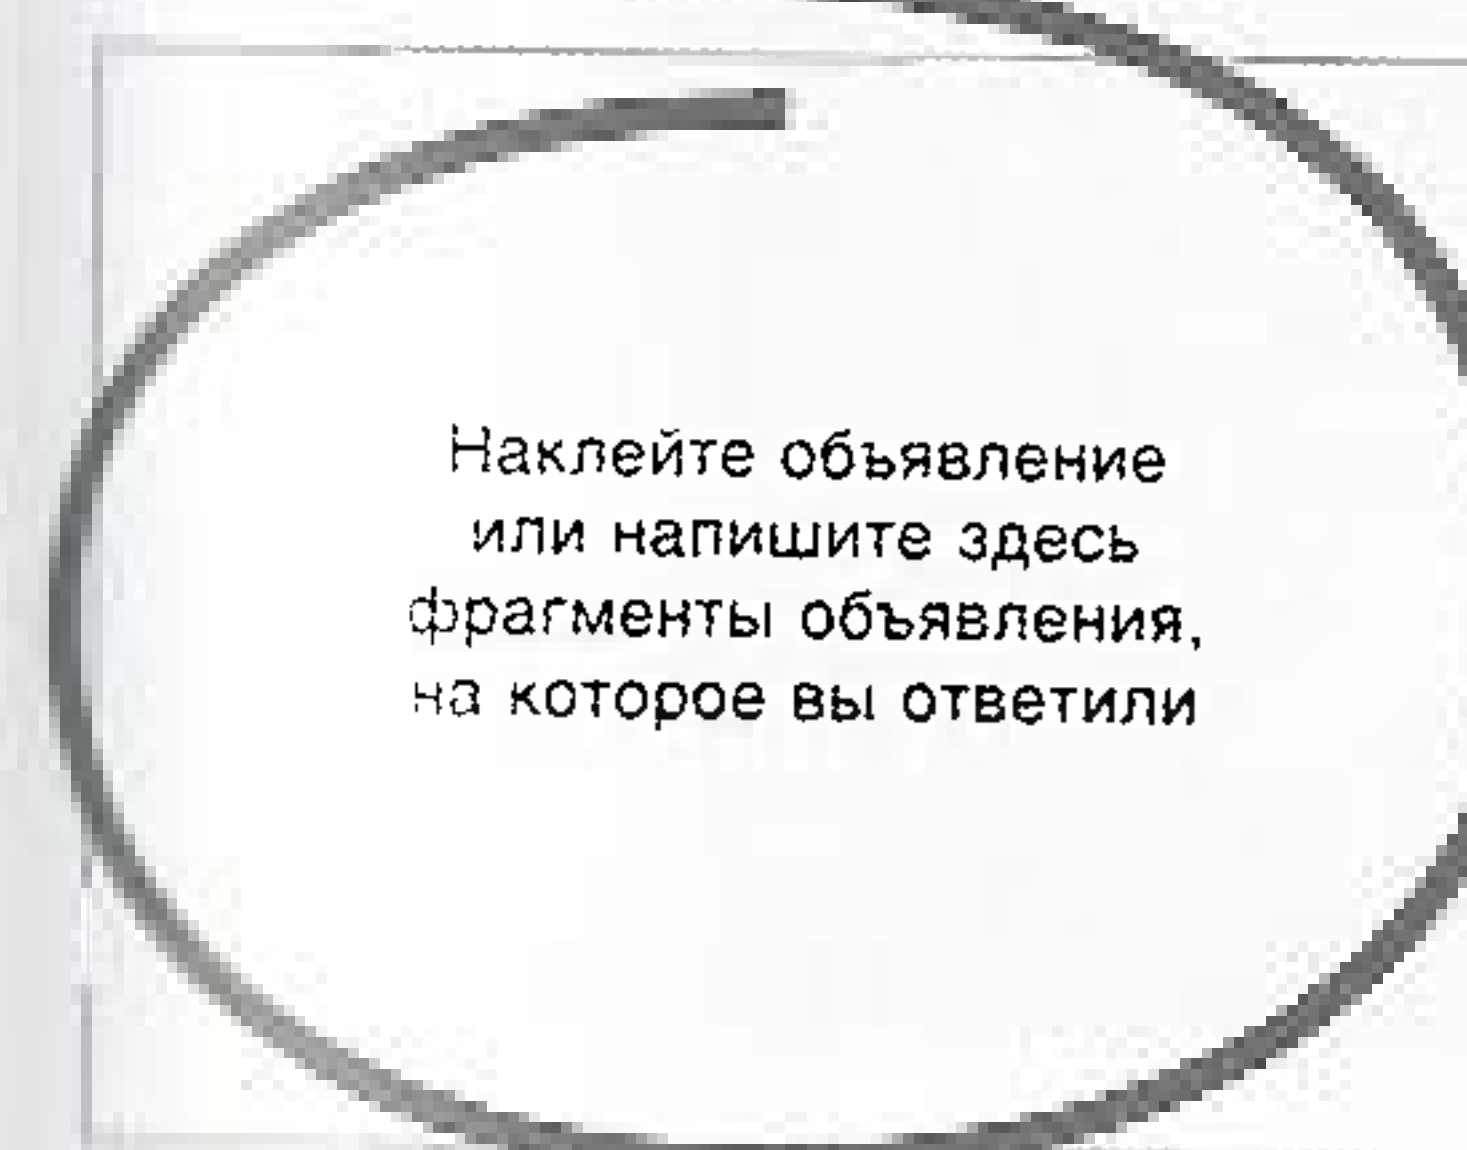 Наклейте объявление
или напишите здесь
фрагменты объявления,
на которое вы ответили